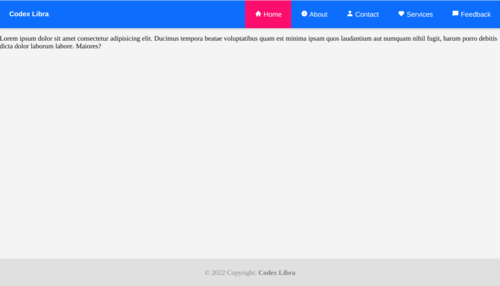 Codex Libra
Home About Contact Services Feedback
Lorem ipsum dolor sit amet consectetur adipisicing elit. Ducimus tempora beatae voluptatibus quam est minima ipsam quos laudantium aut numquam nihil fugit, harum porro debitis
dicta dolor laborum labore. Maiores?
© 2022 Copyright: Codex Libra